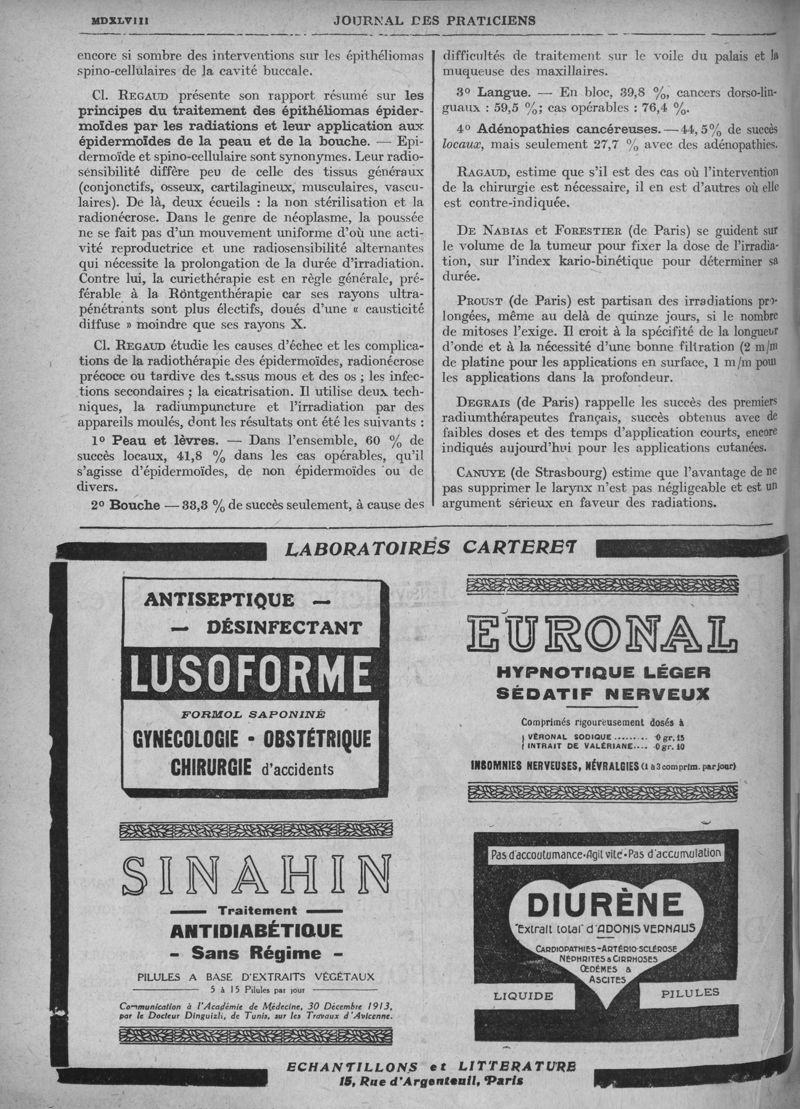 MDXLVIII
JOURNAL DES PRATICIENS
encore si sombre des interventions sur les épithéliomas
spino-cellulaires de la cavité buccale.
Cl. REGAUD présente son rapport résumé sur les
principes du traitement des épithéliomas épider-
moïdes par les radiations et leur application aux
épidermoïdes de la peau et de la bouche. — Epi-
dermoïde et spino-cellulaire sont synonymes. Leur radio-
sensibilité diffère peu de celle des tissus généraux
(conjonctifs, osseux, cartilagineux, musculaires, vascu-
laires). De là, deux écueils : la non stérilisation et la
radionécrose. Dans le genre de néoplasme, la poussée
ne se fait pas d'un mouvement uniforme d'où une acti-
vité reproductrice et une radiosensibilité alternantes
qui nécessite la prolongation de la durée d'irradiation.
Contre lui, la curiethérapie est en règle générale, pré-
férable à la Röntgenthérapie car ses rayons ultra-
pénétrants sont plus électifs, doués d'une « causticité
diffuse » moindre que ses rayons X.
Cl. REGAUD étudie les causes d'échec et les complica-
tions de la radiothérapie des épidermoïdes, radionécrose
précoce ou tardive des tissus mous et des os ; les infec-
tions secondaires ; la cicatrisation. Il utilise deux tech-
niques, la radiumpuncture et l'irradiation par des
appareils moulés, dont les résultats ont été les suivants :
1º Peau et lèvres. — Dans l'ensemble, 60 % de
succès locaux, 41,8 % dans les cas opérables, qu'il
s'agisse d'épidermoïdes, de non épidermoïdes ou de
divers.
2º Bouche — 33,3 % de succès seulement, à cause des
difficultés de traitement sur le voile du palais et la
muqueuse des maxillaires.
3º Langue. — En bloc, 39,8 %, cancers dorso-lin-
guaux : 59,5 %; cas opérables : 76,4 %.
4º Adénopathies cancéreuses. — 44,5% de succès
locaux, mais seulement 27,7 % avec des adénopathies.
RAGAUD, estime que s'il est des cas où l'intervention
de la chirurgie est nécessaire, il en est d'autres où elle
est contre-indiquée.
DE NABIAS et FORESTIER (de Paris) se guident sur
le volume de la tumeur pour fixer la dose de l'irradia-
tion, sur l'index kario-binétique pour déterminer sa
durée.
PROUST (de Paris) est partisan des irradiations pro-
longées, même au delà de quinze jours, si le nombre
de mitoses l'exige. Il croit à la spécifité de la longueur
d'onde et à la nécessité d'une bonne filtration (2 m/m
de platine pour les applications en surface, 1 m/m pour
les applications dans la profondeur.
DEGRAIS (de Paris) rappelle les succès des premiers
radiumthérapeutes français, succès obtenus avec de
faibles doses et des temps d'application courts, encore
indiqués aujourd'hui pour les applications cutanées.
CANUYE (de Strasbourg) estime que l'avantage de ne
pas supprimer le larynx n'est pas négligeable et est un
argument sérieux en faveur des radiations.
LABORATOIRES CARTERET
ANTISEPTIQUE —
— DÉSINFECTANT
LUSOFORME
FORMOL SAPONINÉ
GYNÉCOLOGIE - OBSTÉTRIQUE
CHIRURGIE d'accidents
EURONAL
HYPNOTIQUE LÉGER
SÉDATIF NERVEUX
Comprimés rigoureusement dosés à
VÉRONAL SODIQUE ......... 0 gr. 15
INTRAIT DE VALÉRIANE.... 0 gr. 10
INSOMNIES NERVEUSES, NÉVRALGIES (1 à 3 comprim. par jour)
SINAHIN
Traitement
ANTIDIABÉTIQUE
- Sans Régime -
PILULES A BASE D'EXTRAITS VÉGÉTAUX
5 à 15 Pilules par jour
Communication à l'Académie de Médecine, 30 Décembre 1913,
par le Docteur Dinguizli, de Tunis, sur les Travaux d'Avicenne.
Pas d'accoutumance - Agit vite - Pas d'accumulation
DIURÈNE
"Extrait total" d'ADONIS VERNALIS
CARDIOPATHIES - ARTÉRIO-SCLÉROSE
NÉPHRITES & CIRRHOSES
ŒDÈMES &
ASCITES
LIQUIDE
PILULES
ECHANTILLONS et LITTERATURE
15, Rue d'Argenteuil, Paris